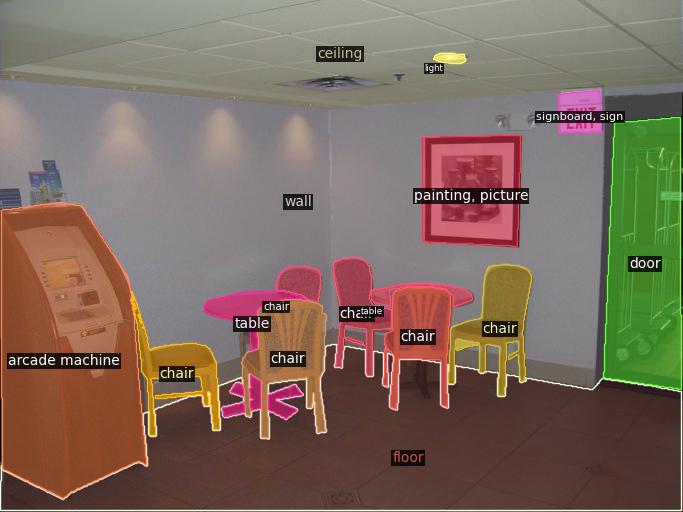 ceiling
light
signboard, sign
EXIT
painting, picture
wall
door
chair
chair
table
table
chair
chair
chair
arcade machine
chair
floor